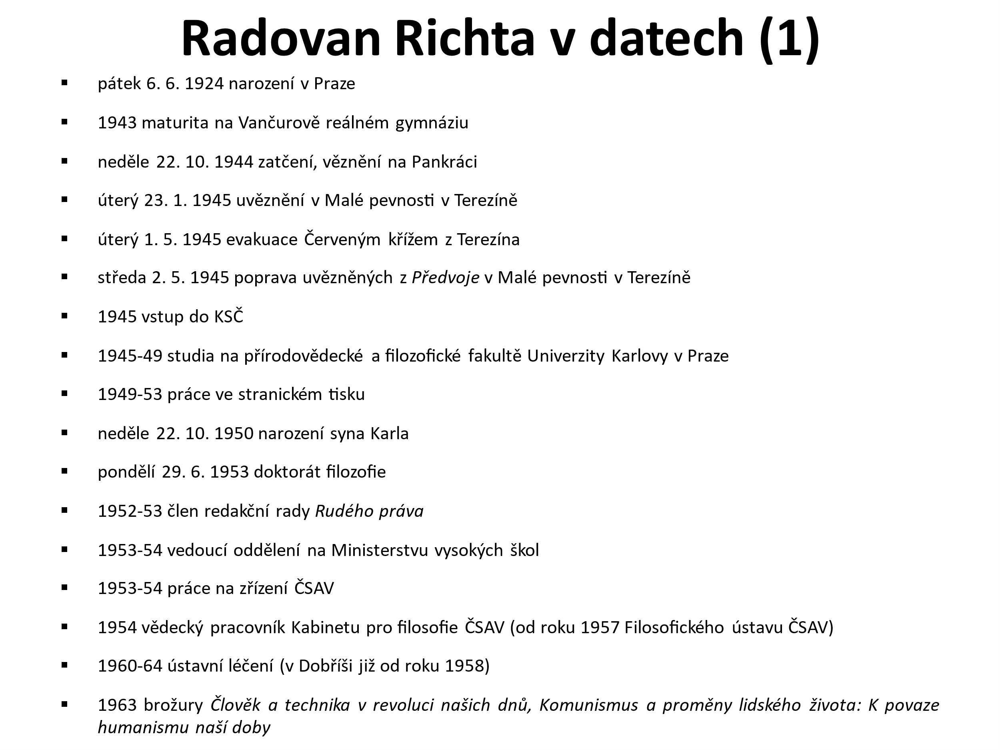 Radovan Richta v datech (1)
▪ pátek 6. 6. 1924 narození v Praze
▪ 1943 maturita na Vančurově reálném gymnáziu
▪ neděle 22. 10. 1944 zatčení, věznění na Pankráci
▪ úterý 23. 1. 1945 uvěznění v Malé pevnosti v Terezíně
▪ úterý 1. 5. 1945 evakuace Červeným křížem z Terezína
▪ středa 2. 5. 1945 poprava uvězněných z Předvoje v Malé pevnosti v Terezíně
▪ 1945 vstup do KSČ
▪ 1945-49 studia na přírodovědecké a filozofické fakultě Univerzity Karlovy v Praze
▪ 1949-53 práce ve stranickém tisku
▪ neděle 22. 10. 1950 narození syna Karla
▪ pondělí 29. 6. 1953 doktorát filozofie
▪ 1952-53 člen redakční rady Rudého práva
▪ 1953-54 vedoucí oddělení na Ministerstvu vysokých škol
▪ 1953-54 práce na zřízení ČSAV
▪ 1954 vědecký pracovník Kabinetu pro filosofie ČSAV (od roku 1957 Filosofického ústavu ČSAV)
▪ 1960-64 ústavní léčení (v Dobříši již od roku 1958)
▪ 1963 brožury Člověk a technika v revoluci našich dnů, Komunismus a proměny lidského života: K povaze
humanismu naší doby